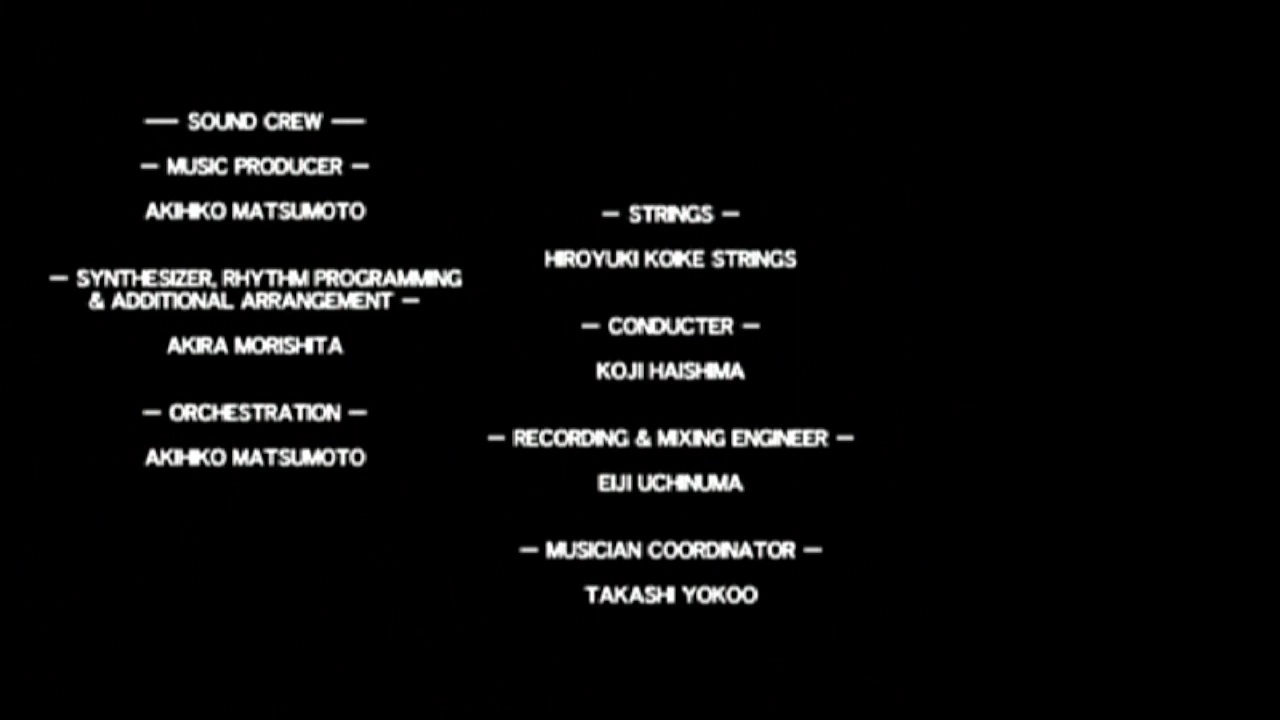 — SOUND CREW —
– MUSIC PRODUCER –
AKIHIKO MATSUMOTO
– SYNTHESIZER, RHYTHM PROGRAMMING
& ADDITIONAL ARRANGEMENT –
AKIRA MORISHITA
– ORCHESTRATION –
AKIHIKO MATSUMOTO
– STRINGS –
HIROYUKI KOIKE STRINGS
– CONDUCTER –
KOJI HAISHIMA
– RECORDING & MIXING ENGINEER –
EIJI UCHINUMA
– MUSICIAN COORDINATOR –
TAKASHI YOKOO